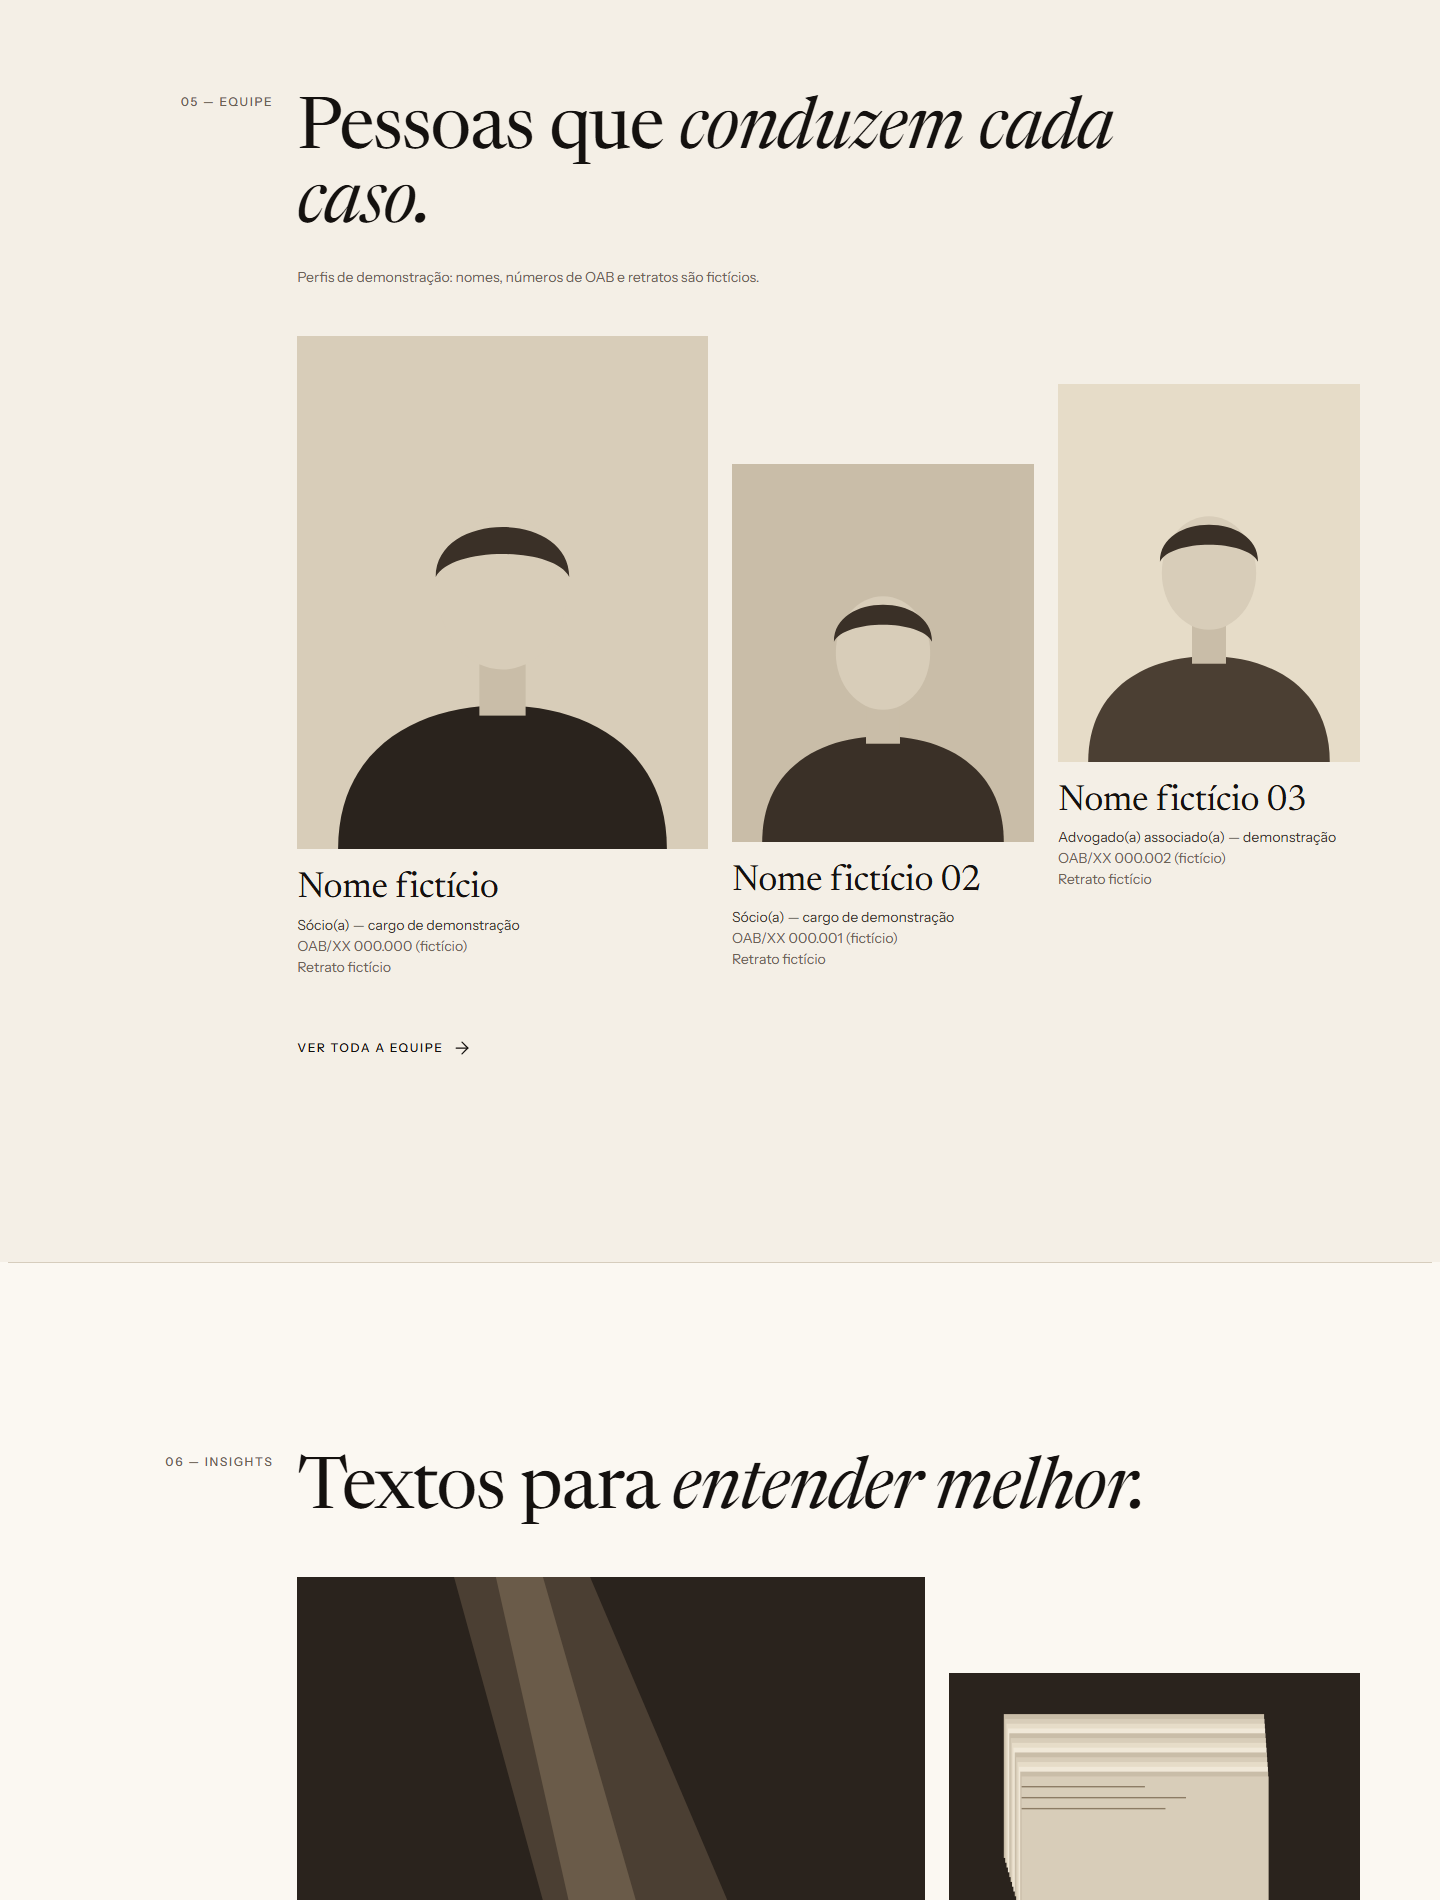 05 — EQUIPE
Pessoas que conduzem cada
caso.
Perfis de demonstração: nomes, números de OAB e retratos são fictícios.
Nome fictício
Sócio(a) — cargo de demonstração
OAB/XX 000.000 (fictício)
Retrato fictício
Nome fictício 02
Sócio(a) — cargo de demonstração
OAB/XX 000.001 (fictício)
Retrato fictício
Nome fictício 03
Advogado(a) associado(a) — demonstração
OAB/XX 000.002 (fictício)
Retrato fictício
VER TODA A EQUIPE
06 — INSIGHTS
Textos para entender melhor.